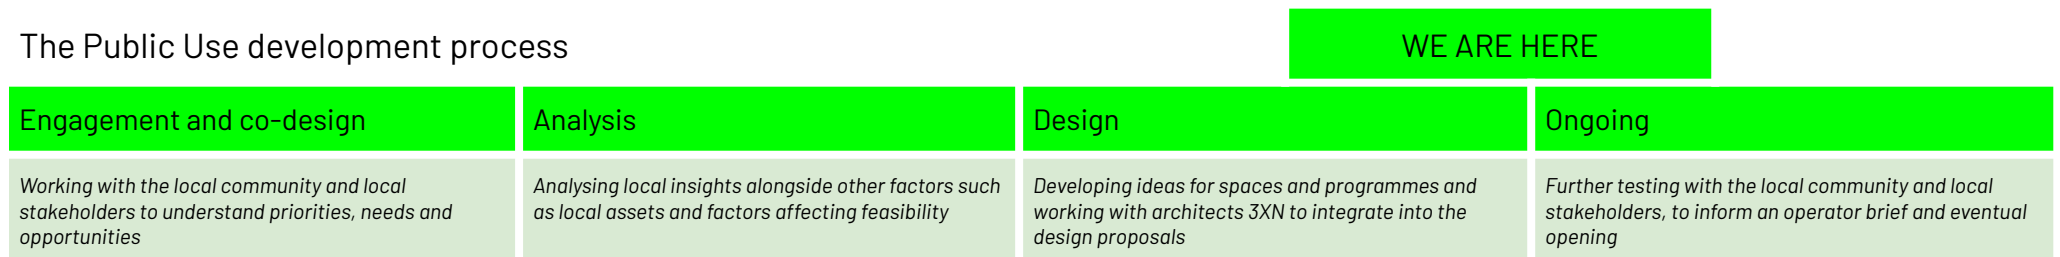 The Public Use development process
WE ARE HERE
Engagement and co-design
Analysis
Design
Ongoing
Working with the local community and local
stakeholders to understand priorities, needs and
opportunities
Analysing local insights alongside other factors such
as local assets and factors affecting feasibility
Developing ideas for spaces and programmes and
working with architects 3XN to integrate into the
design proposals
Further testing with the local community and local
stakeholders, to inform an operator brief and eventual
opening